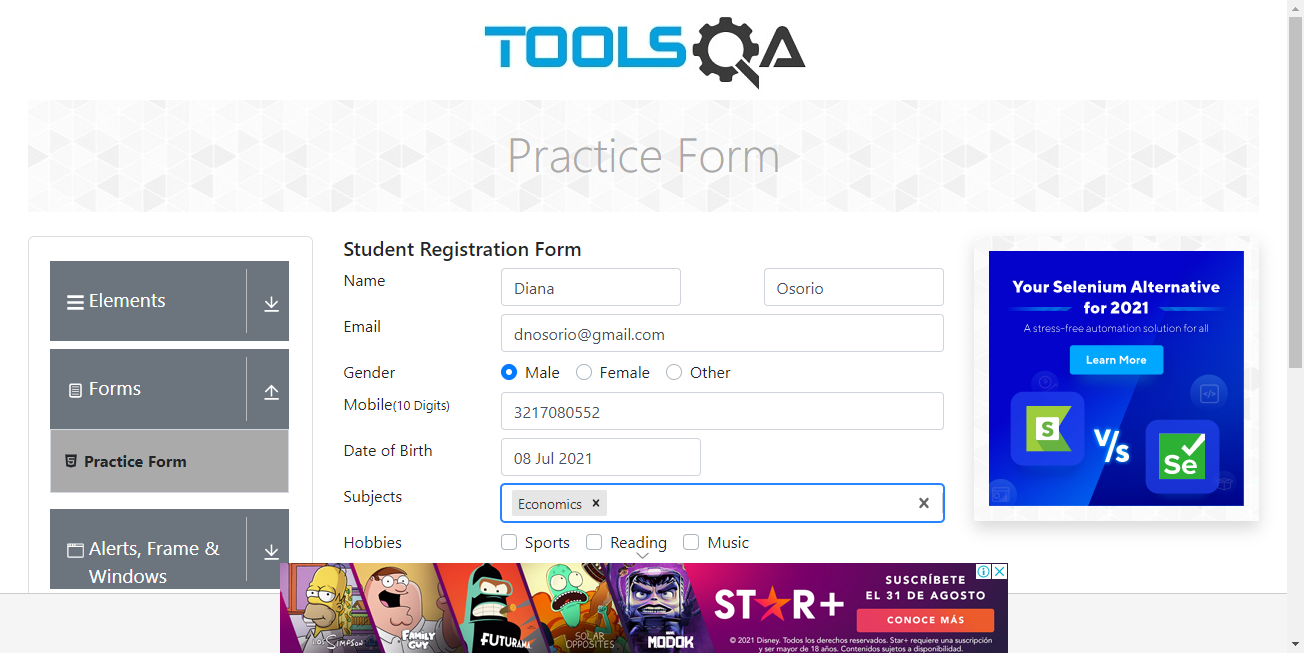 TOOLSQA
Practice Form
Elements
Forms
Practice Form
Alerts, Frame &
Windows
Student Registration Form
Name
Diana
Osorio
Email
dnosorio@gmail.com
Gender
Male
Female
Other
Mobile(10 Digits)
3217080552
Date of Birth
08 Jul 2021
Subjects
Economics ×
Hobbies
Sports
Reading
Music
Your Selenium Alternative
for 2021
A stress-free automation solution for all
Learn More
S
V/s
Se
LOS SIMPSON
FAMILY
GUY
FUTURAMA
SOLAR
OPPOSITES
MARVEL
MODOK
STAR+
SUSCRÍBETE
EL 31 DE AGOSTO
CONOCE MÁS
© 2021 Disney. Todos los derechos reservados. Star+ requiere una suscripción
y ser mayor de 18 años. Contenidos sujetos a disponibilidad.